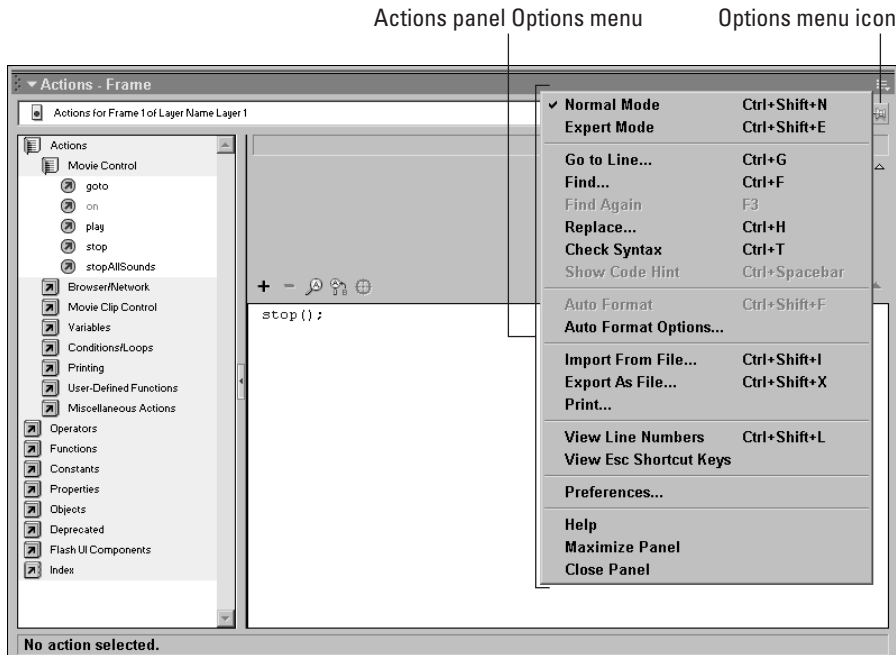 Actions panel Options menu
Options menu icon
Actions - Frame
Actions for Frame 1 of Layer Name Layer 1
Actions
Movie Control
goto
on
play
stop
stopAllSounds
Browser/Network
Movie Clip Control
Variables
Conditions/Loops
Printing
User-Defined Functions
Miscellaneous Actions
Operators
Functions
Constants
Properties
Objects
Deprecated
Flash UI Components
Index
stop();
Normal Mode Ctrl+Shift+N
Expert Mode Ctrl+Shift+E
Go to Line... Ctrl+G
Find... Ctrl+F
Find Again F3
Replace... Ctrl+H
Check Syntax Ctrl+T
Show Code Hint Ctrl+Spacebar
Auto Format Ctrl+Shift+F
Auto Format Options...
Import From File... Ctrl+Shift+I
Export As File... Ctrl+Shift+X
Print...
View Line Numbers Ctrl+Shift+L
View Esc Shortcut Keys
Preferences...
Help
Maximize Panel
Close Panel
No action selected.